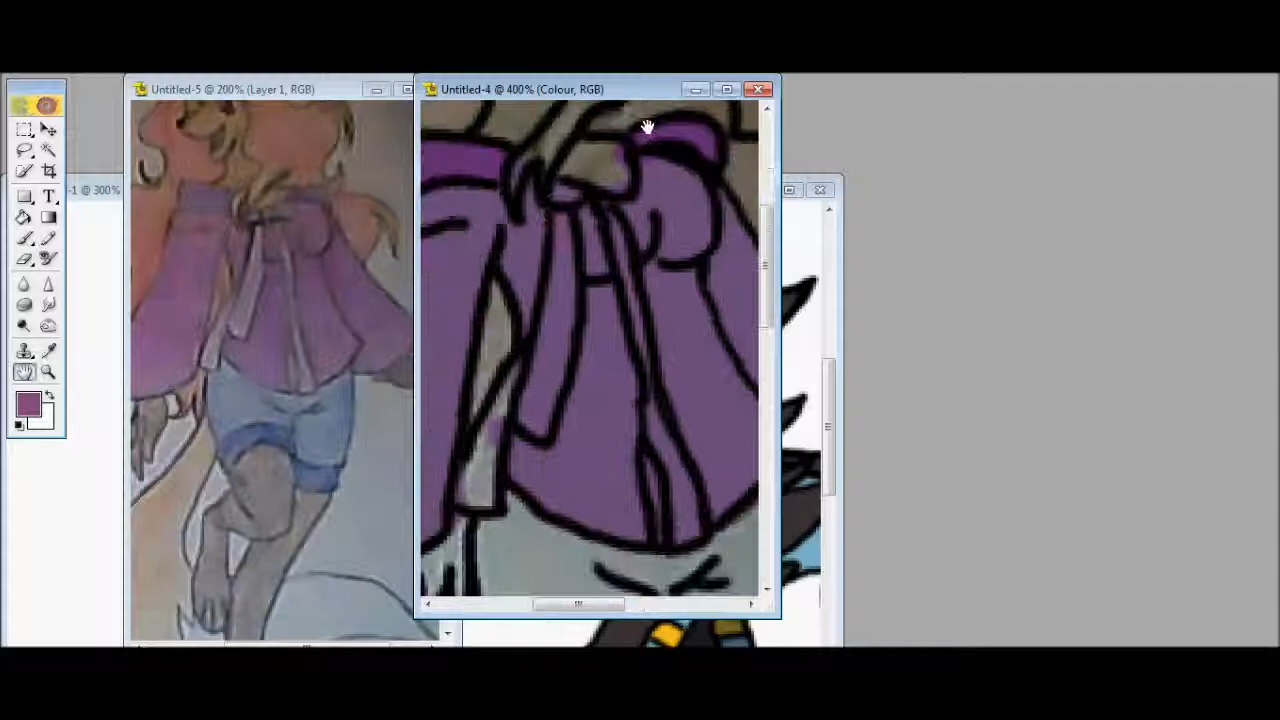 Untitled-5 @ 200% (Layer 1, RGB)
Untitled-4 @ 400% (Colour, RGB)
-1 @ 300%
T